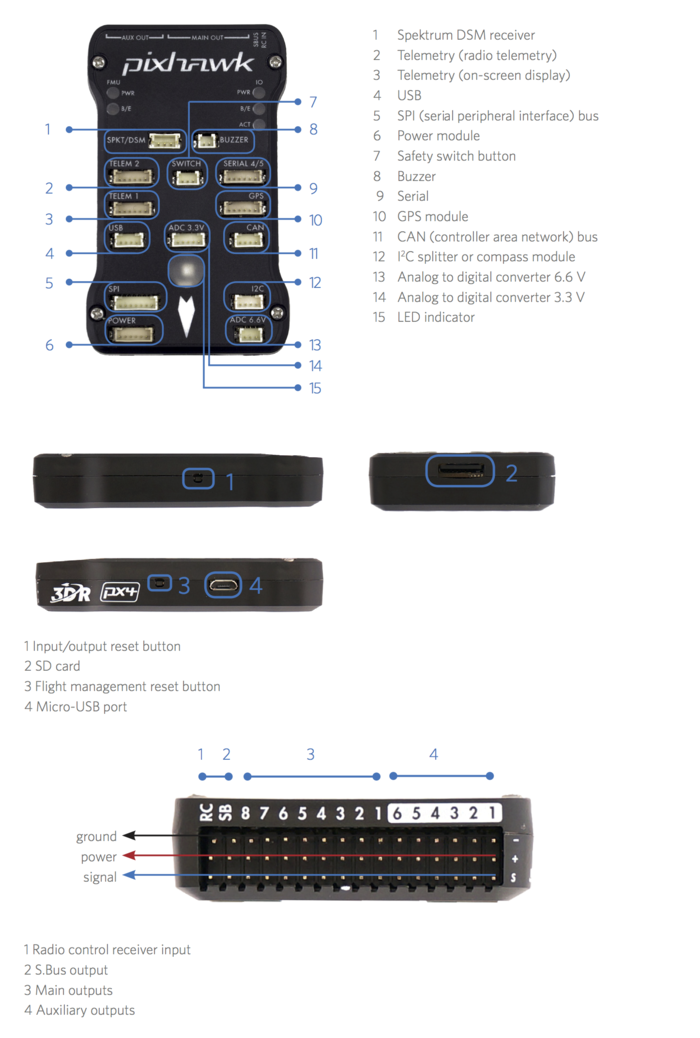 AUX OUT
MAIN OUT
SBUS
RC IN
pixhawk
FMU
IO
PWR
PWR
B/E
B/E
ACT
SPKT/DSM
BUZZER
TELEM 2
SWITCH
SERIAL 4/5
TELEM 1
GPS
USB
ADC 3.3V
CAN
SPI
I2C
POWER
ADC 6.6V
1
2
3
4
5
6
7
8
9
10
11
12
13
14
15
1 Spektrum DSM receiver
2 Telemetry (radio telemetry)
3 Telemetry (on-screen display)
4 USB
5 SPI (serial peripheral interface) bus
6 Power module
7 Safety switch button
8 Buzzer
9 Serial
10 GPS module
11 CAN (controller area network) bus
12 I²C splitter or compass module
13 Analog to digital converter 6.6 V
14 Analog to digital converter 3.3 V
15 LED indicator
1
2
3DR px4 3 4
1 Input/output reset button
2 SD card
3 Flight management reset button
4 Micro-USB port
1 2 3 4
RC SB 8 7 6 5 4 3 2 1 6 5 4 3 2 1
ground -
power +
signal S
1 Radio control receiver input
2 S.Bus output
3 Main outputs
4 Auxiliary outputs